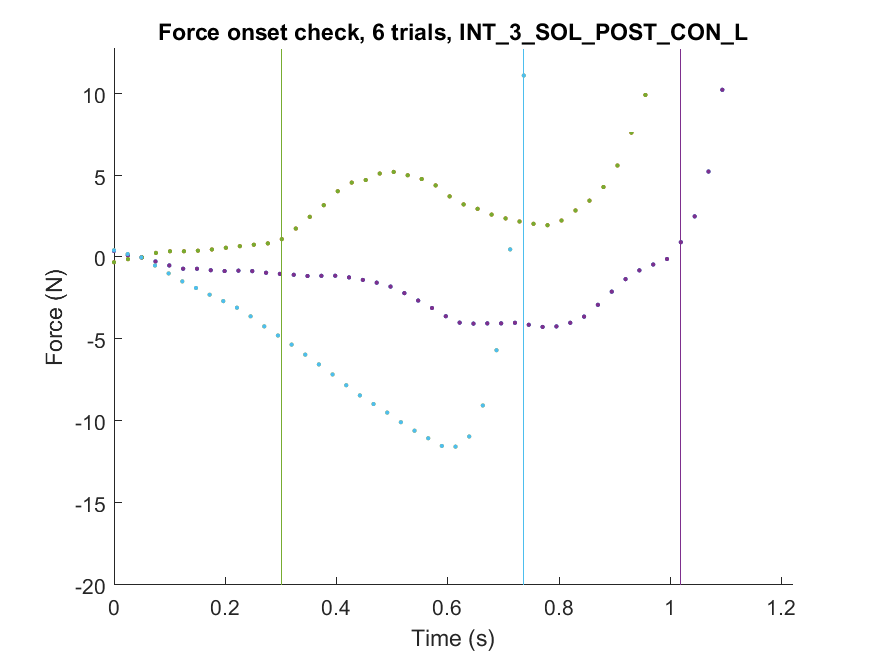 Force onset check, 6 trials, INT_3_SOL_POST_CON_L
10
5
0
-5
-10
-15
-20
Force (N)
0 0.2 0.4 0.6 0.8 1 1.2
Time (s)